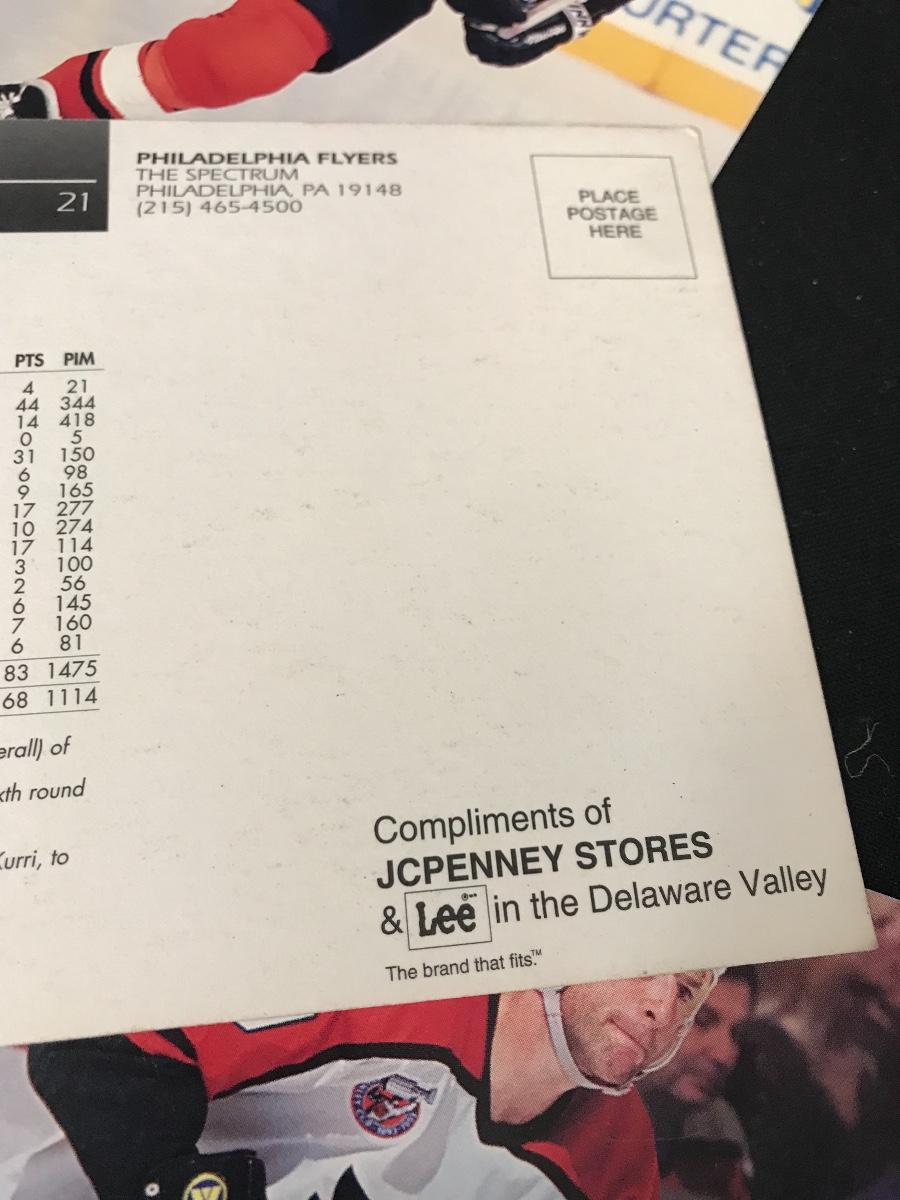 URTER
PHILADELPHIA FLYERS
THE SPECTRUM
PHILADELPHIA, PA 19148
(215) 465-4500
PLACE
POSTAGE
HERE
21
PTS PIM
4 21
44 344
14 418
0 5
31 150
6 98
9 165
17 277
10 274
17 114
3 100
2 56
6 145
7 160
6 81
83 1475
68 1114
erall) of
xth round
Kurri, to
Compliments of
JCPENNEY STORES
& Lee in the Delaware Valley
The brand that fits.™